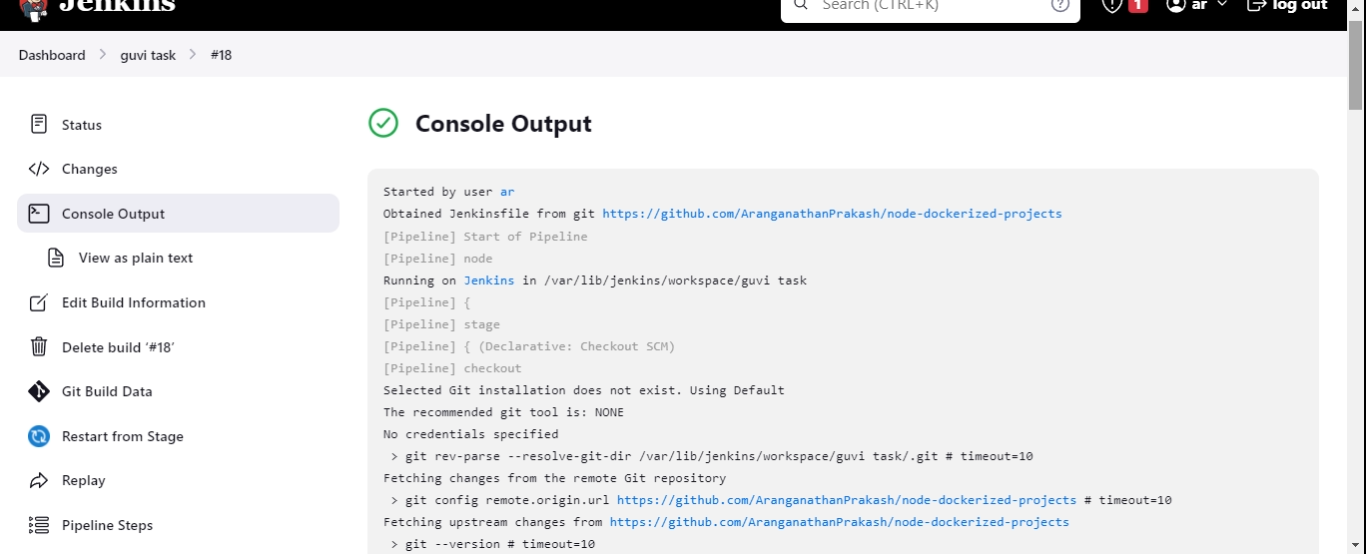 Jenkins
Search (CTRL+K)
?
1
ar
log out
Dashboard
guvi task
#18
Status
Changes
Console Output
View as plain text
Edit Build Information
Delete build ‘#18’
Git Build Data
Restart from Stage
Replay
Pipeline Steps
Console Output
Started by user ar
Obtained Jenkinsfile from git https://github.com/AranganathanPrakash/node-dockerized-projects
[Pipeline] Start of Pipeline
[Pipeline] node
Running on Jenkins in /var/lib/jenkins/workspace/guvi task
[Pipeline] {
[Pipeline] stage
[Pipeline] { (Declarative: Checkout SCM)
[Pipeline] checkout
Selected Git installation does not exist. Using Default
The recommended git tool is: NONE
No credentials specified
> git rev-parse --resolve-git-dir /var/lib/jenkins/workspace/guvi task/.git # timeout=10
Fetching changes from the remote Git repository
> git config remote.origin.url https://github.com/AranganathanPrakash/node-dockerized-projects # timeout=10
Fetching upstream changes from https://github.com/AranganathanPrakash/node-dockerized-projects
> git --version # timeout=10